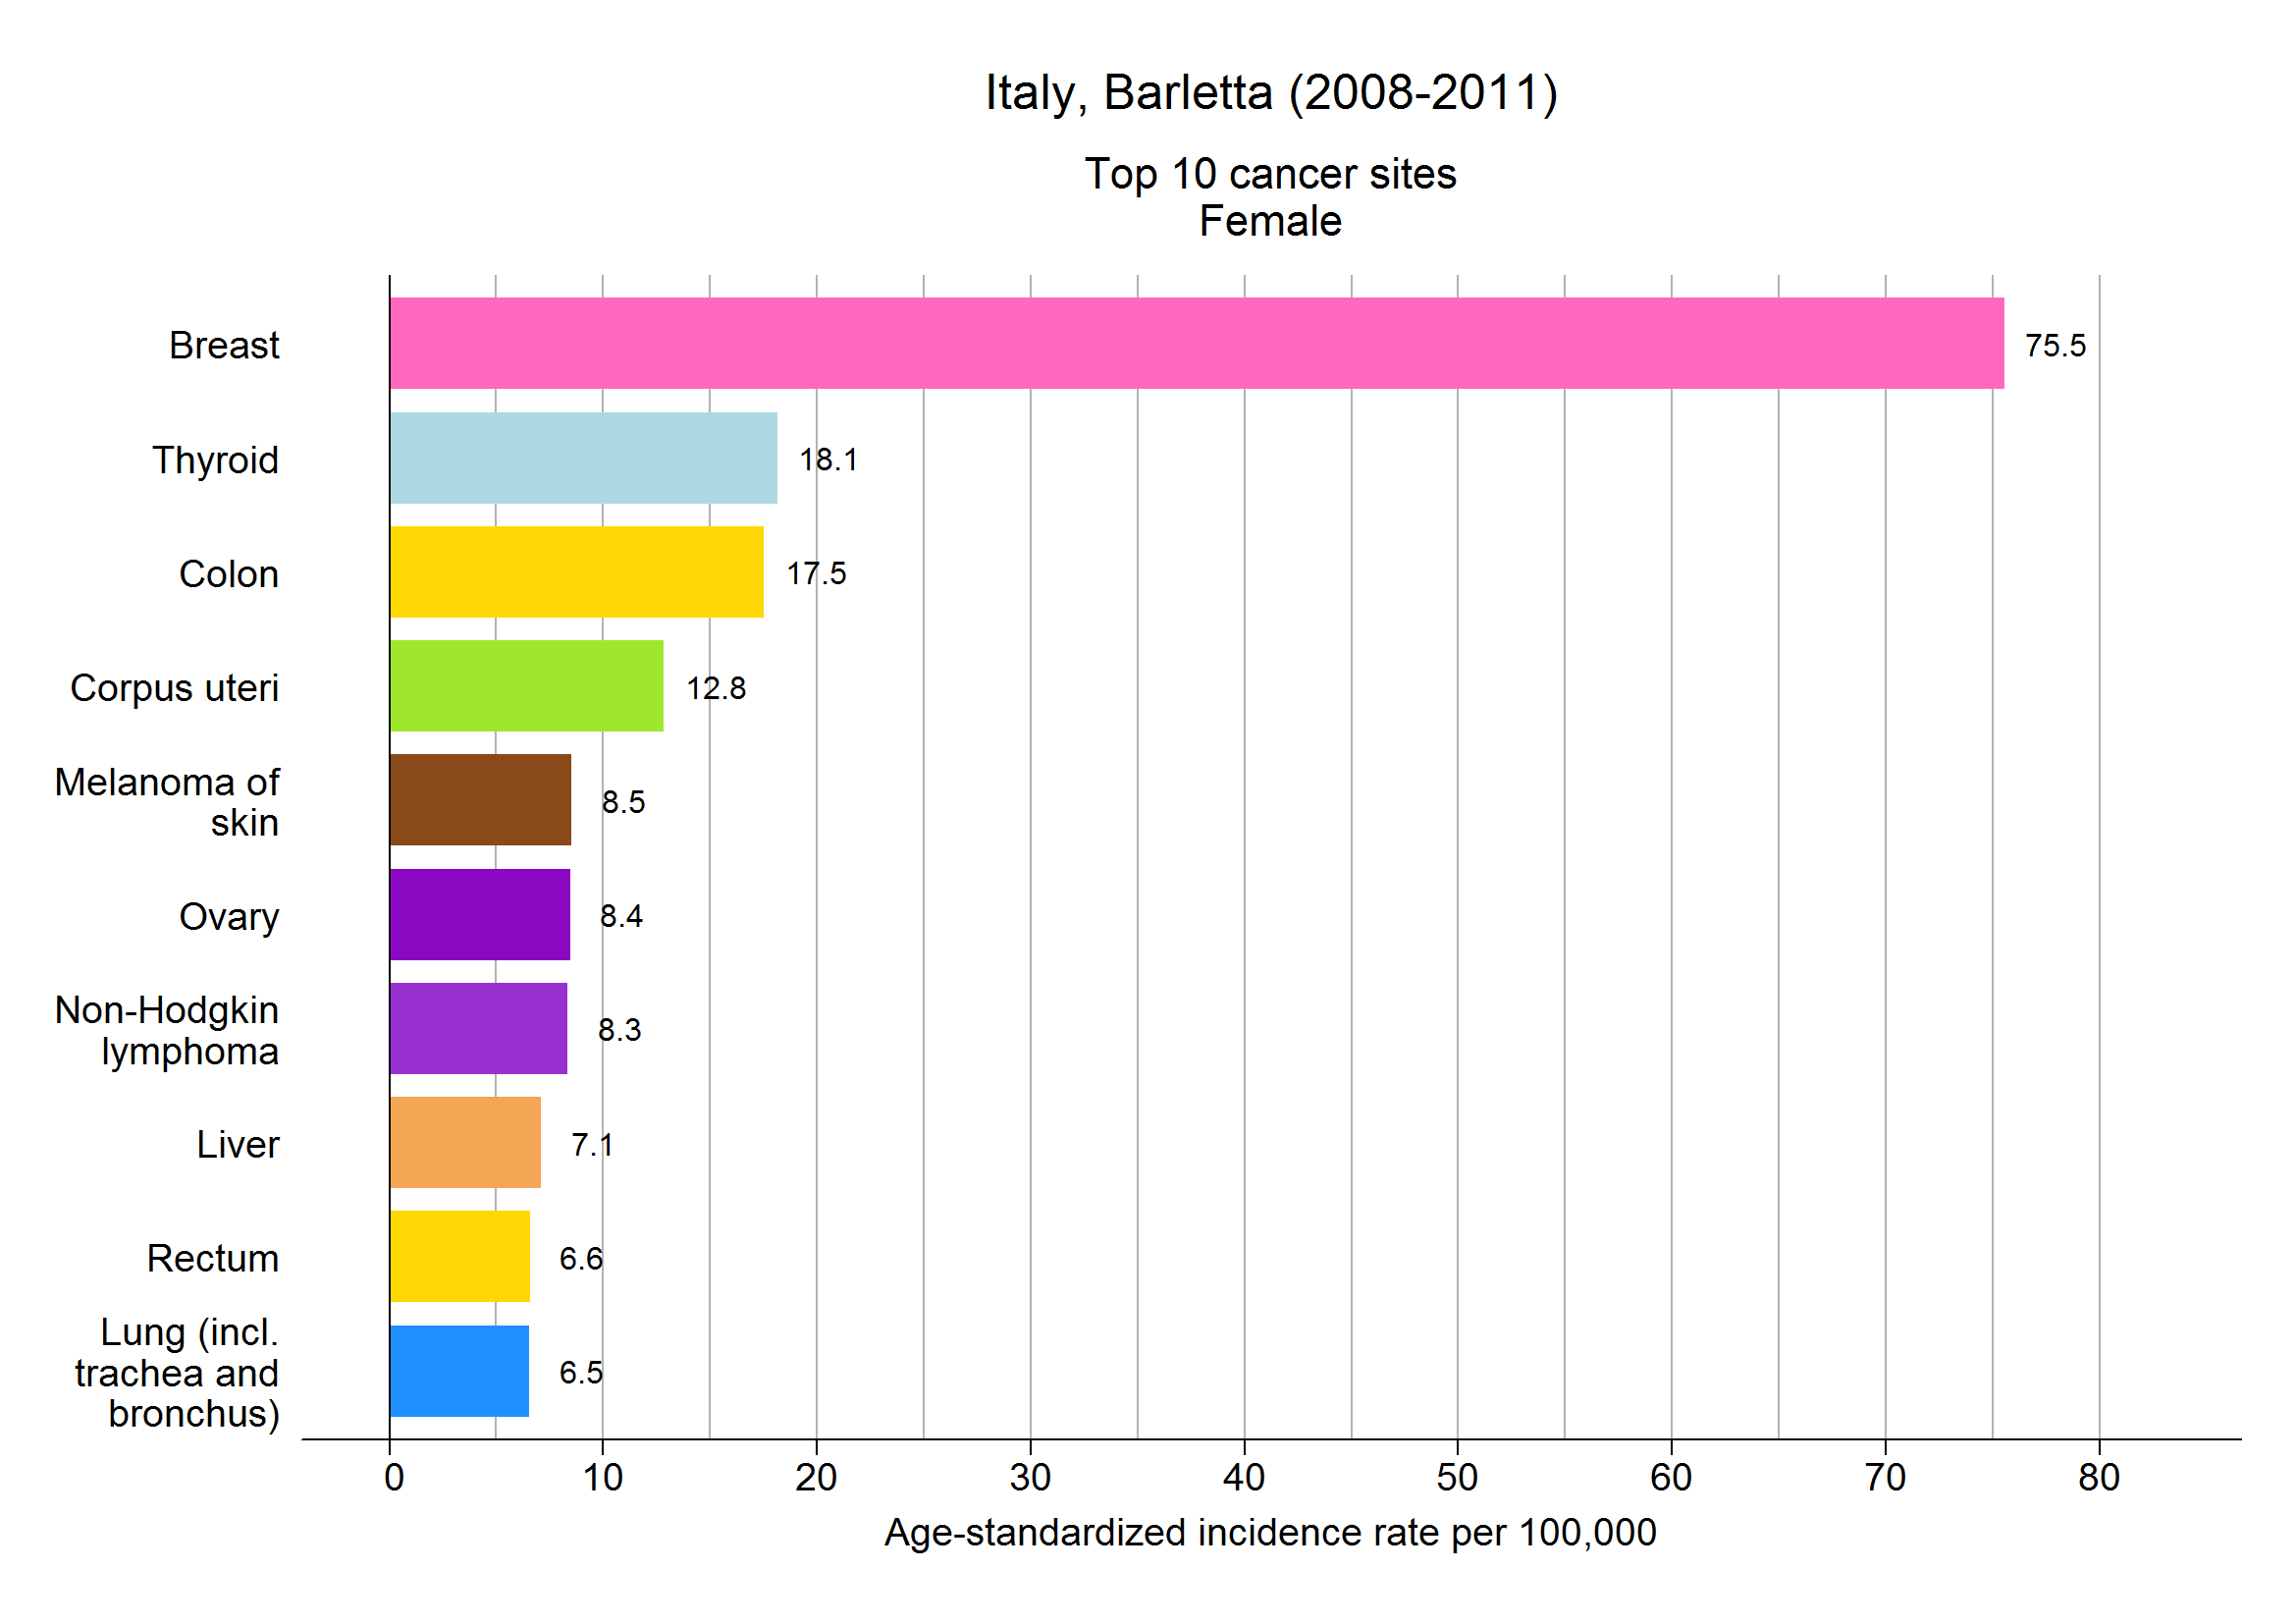 Italy, Barletta (2008-2011)
Top 10 cancer sites
Female
Breast
75.5
Thyroid
18.1
Colon
17.5
Corpus uteri
12.8
Melanoma of
skin
8.5
Ovary
8.4
Non-Hodgkin
lymphoma
8.3
Liver
7.1
Rectum
6.6
Lung (incl.
trachea and
bronchus)
6.5
0 10 20 30 40 50 60 70 80
Age-standardized incidence rate per 100,000